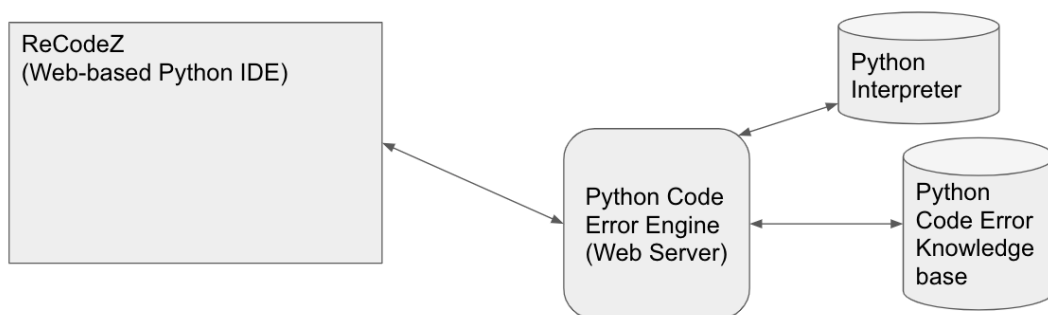 ReCodeZ
(Web-based Python IDE)
Python
Interpreter
Python Code
Error Engine
(Web Server)
Python
Code Error
Knowledge
base